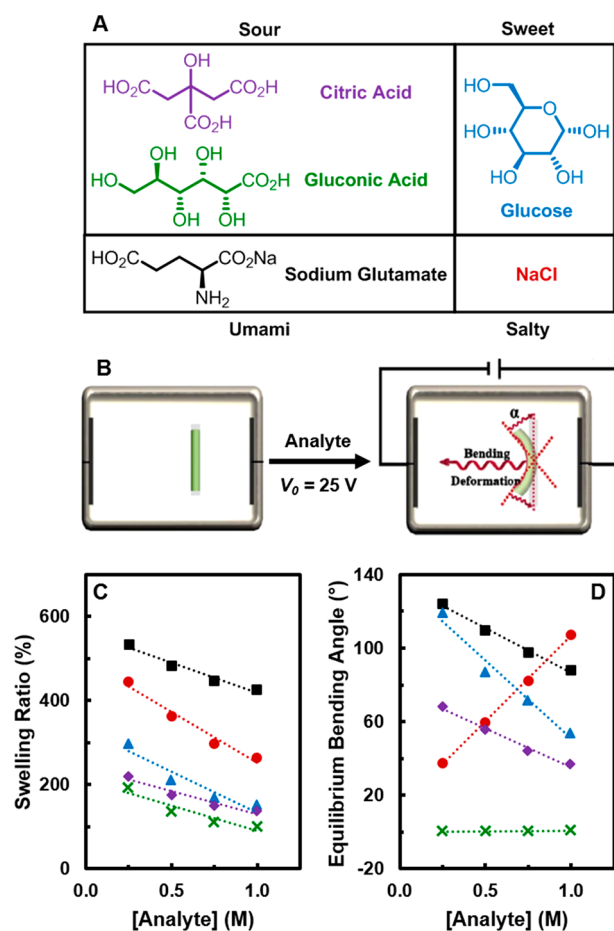 A
Sour
Sweet
OH
HO₂C
CO₂H
CO₂H
Citric Acid
OH
OH
HO
CO₂H
OH
OH
OH
Gluconic Acid
HO
HO
O
OH
HO
OH
Glucose
HO₂C
CO₂Na
NH₂
Sodium Glutamate
NaCl
Umami
Salty
B
Analyte
V₀ = 25 V
α
Bending
Deformation
C
Swelling Ratio (%)
600
400
200
0
0.0
0.5
1.0
[Analyte] (M)
D
Equilibrium Bending Angle (°)
140
100
60
20
-20
0.0
0.5
1.0
[Analyte] (M)